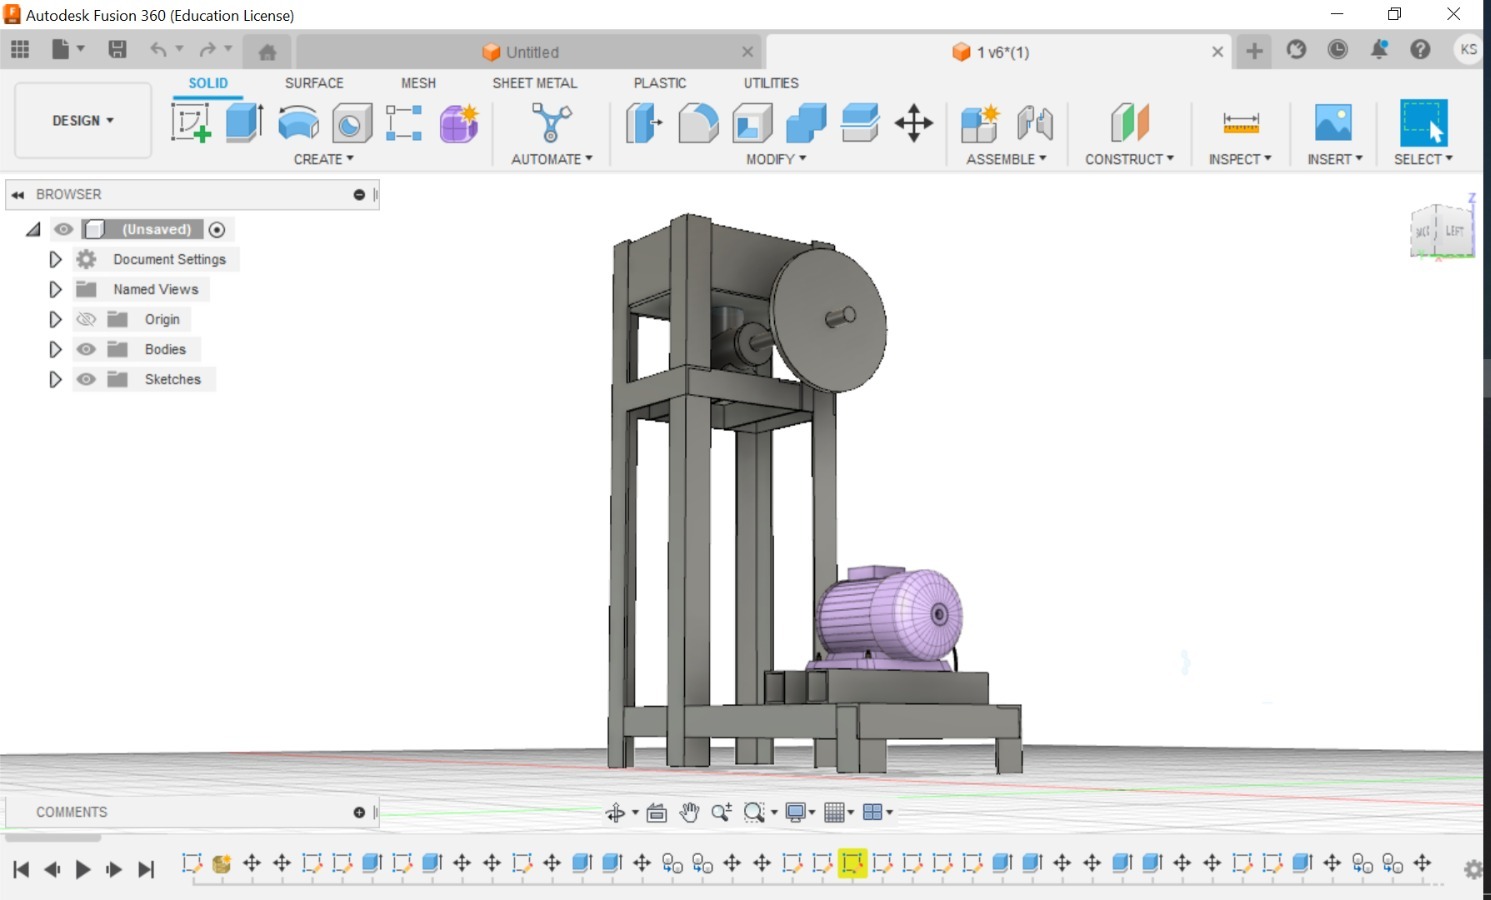 Autodesk Fusion 360 (Education License)
Untitled
1 v6*(1)
KS
SOLID
SURFACE
MESH
SHEET METAL
PLASTIC
UTILITIES
DESIGN
CREATE
AUTOMATE
MODIFY
ASSEMBLE
CONSTRUCT
INSPECT
INSERT
SELECT
BROWSER
(Unsaved)
Document Settings
Named Views
Origin
Bodies
Sketches
Z
BACK
LEFT
COMMENTS